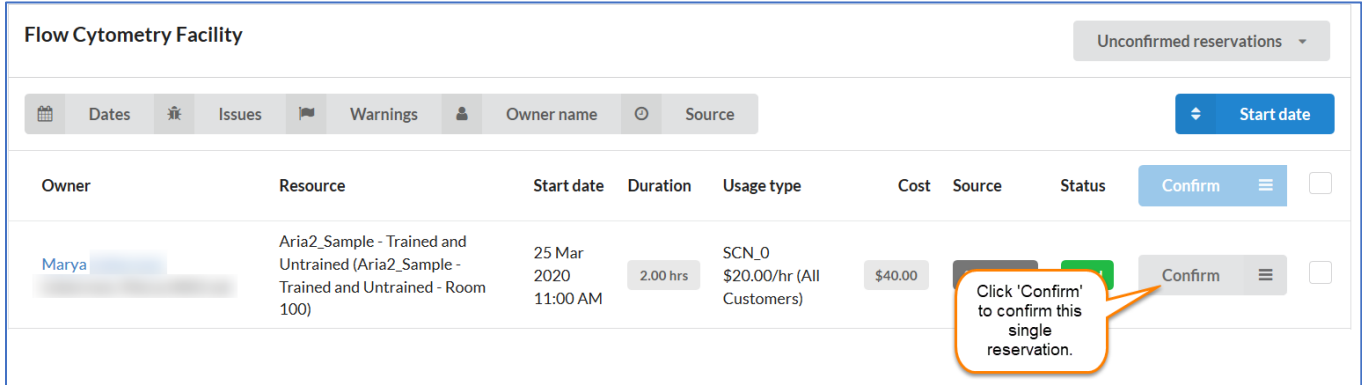 Flow Cytometry Facility
Unconfirmed reservations
Dates Issues Warnings Owner name Source
Start date
Owner Resource Start date Duration Usage type Cost Source Status Confirm
Marya
Aria2_Sample - Trained and
Untrained (Aria2_Sample -
Trained and Untrained - Room
100)
25 Mar
2020
11:00 AM
2.00 hrs
SCN_0
$20.00/hr (All
Customers)
$40.00
Confirm
Click 'Confirm'
to confirm this
single
reservation.